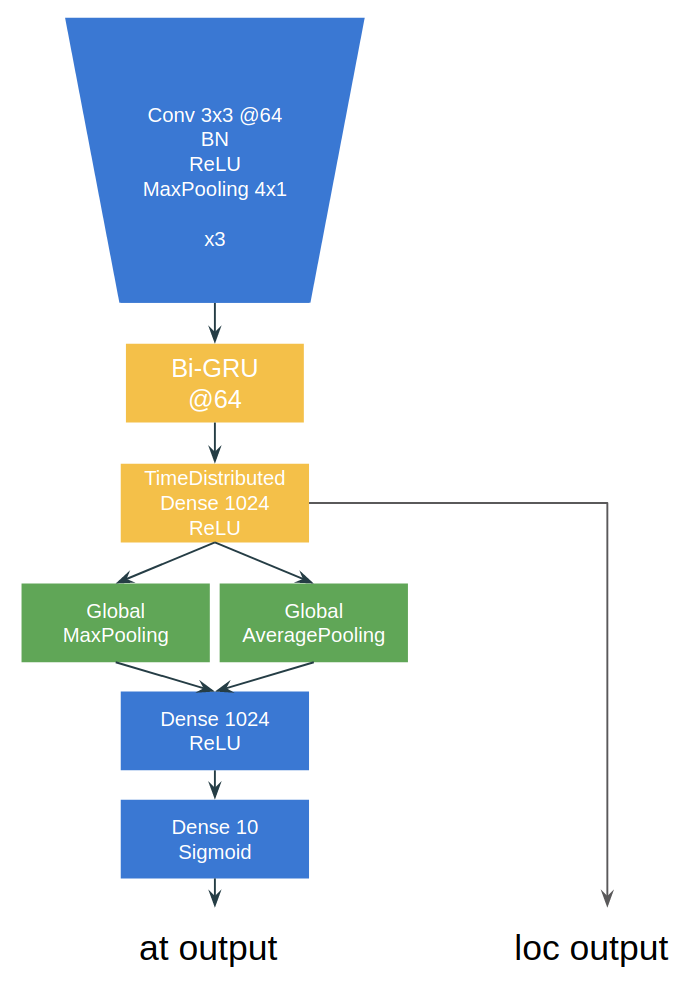 Conv 3x3 @64
BN
ReLU
MaxPooling 4x1
x3
Bi-GRU
@64
TimeDistributed
Dense 1024
ReLU
Global
MaxPooling
Global
AveragePooling
Dense 1024
ReLU
Dense 10
Sigmoid
at output
loc output